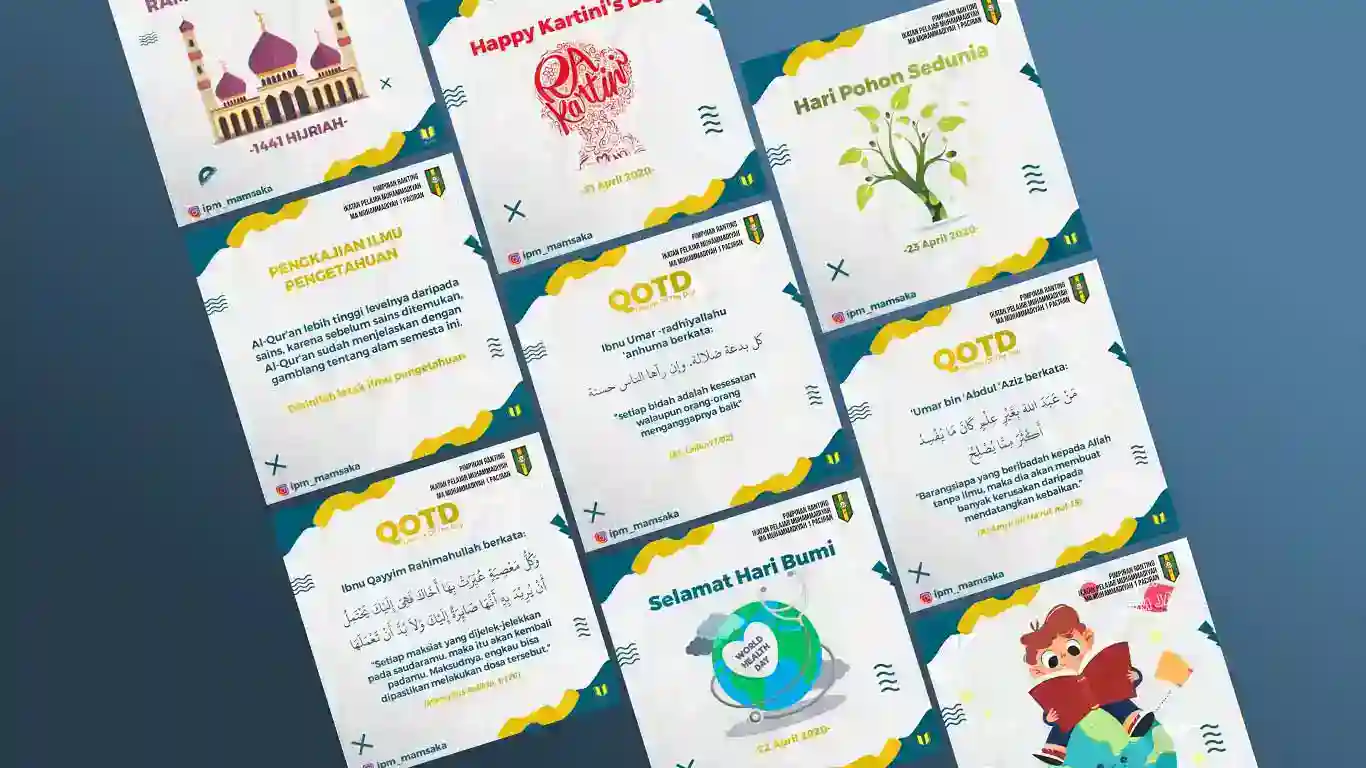 -1441 HIJRIAH-
ipm_mamsaka
Happy Kartini's Day
RA
Kartini
-21 April 2020-
ipm_mamsaka
PIMPINAN RANTING
IKATAN PELAJAR MUHAMMADIYAH
MA MUHAMMADIYAH 1 PACIRAN
Hari Pohon Sedunia
-23 April 2020-
ipm_mamsaka
PIMPINAN RANTING
IKATAN PELAJAR MUHAMMADIYAH
MA MUHAMMADIYAH 1 PACIRAN
PENGKAJIAN ILMU
PENGETAHUAN
Al-Qur'an lebih tinggi levelnya daripada
sains, karena sebelum sains ditemukan,
Al-Qur'an sudah menjelaskan dengan
gamblang tentang alam semesta ini.
Disinilah letak ilmu pengetahuan
ipm_mamsaka
PIMPINAN RANTING
IKATAN PELAJAR MUHAMMADIYAH
MA MUHAMMADIYAH 1 PACIRAN
QOTD
Ibnu Umar -radhiyallahu
'anhuma berkata:
كل بدعة ضلالة. وإن رآها الناس حسنة
"setiap bidah adalah kesesatan
walaupun orang-orang
menganggapnya baik"
ipm_mamsaka
PIMPINAN RANTING
IKATAN PELAJAR MUHAMMADIYAH
MA MUHAMMADIYAH 1 PACIRAN
QOTD
'Umar bin 'Abdul 'Aziz berkata:
مَنْ عَبَدَ اللهَ بِغَيْرِ عِلْمٍ كَانَ مَا يُفْسِدُ
أَكْثَرَ مِمَّا يُصْلِحُ
"Barangsiapa yang beribadah kepada Allah
tanpa ilmu, maka dia akan membuat
banyak kerusakan daripada
mendatangkan kebaikan."
ipm_mamsaka
PIMPINAN RANTING
IKATAN PELAJAR MUHAMMADIYAH
MA MUHAMMADIYAH 1 PACIRAN
QOTD
Ibnu Qayyim Rahimahullah berkata:
وَكُلُّ مَعْصِيَةٍ عُيِّرَتْ بِهَا أَخَاكَ فَهِيَ إِلَيْكَ يَحْتَمِلُ
أَنْ يُرِيْدَ بِهِ أَنَّهَا صَائِرَةٌ إِلَيْكَ وَلاَ بُدَّ أَنْ تَعْمَلَهَا
"Setiap maksiat yang dijelek-jelekkan
pada saudaramu, maka itu akan kembali
padamu. Maksudnya, engkau bisa
dipastikan melakukan dosa tersebut."
ipm_mamsaka
PIMPINAN RANTING
IKATAN PELAJAR MUHAMMADIYAH
MA MUHAMMADIYAH 1 PACIRAN
Selamat Hari Bumi
WORLD
HEALTH
DAY
-22 April 2020-
PIMPINAN RANTING
IKATAN PELAJAR MUHAMMADIYAH
MA MUHAMMADIYAH 1 PACIRAN